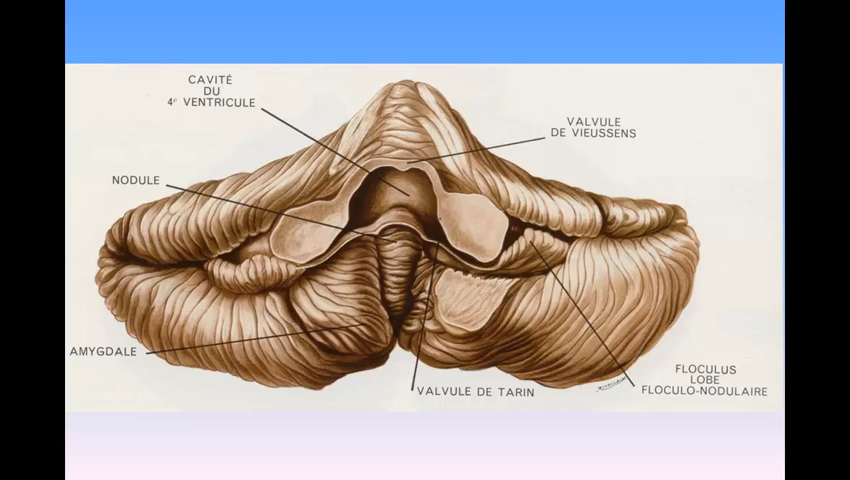 CAVITÉ
DU
4e VENTRICULE
VALVULE
DE VIEUSSENS
NODULE
AMYGDALE
VALVULE DE TARIN
FLOCULUS
LOBE
FLOCULO-NODULAIRE